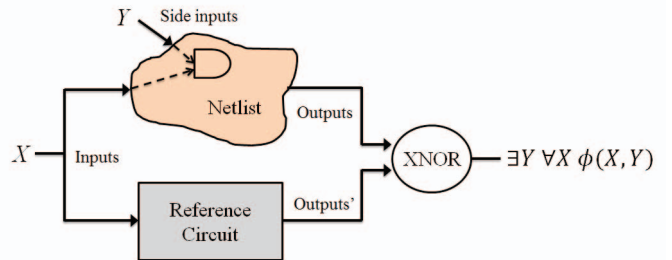 Y Side inputs
Netlist
Outputs
X
Inputs
XNOR
∃Y ∀X ϕ(X,Y)
Reference
Circuit
Outputs'